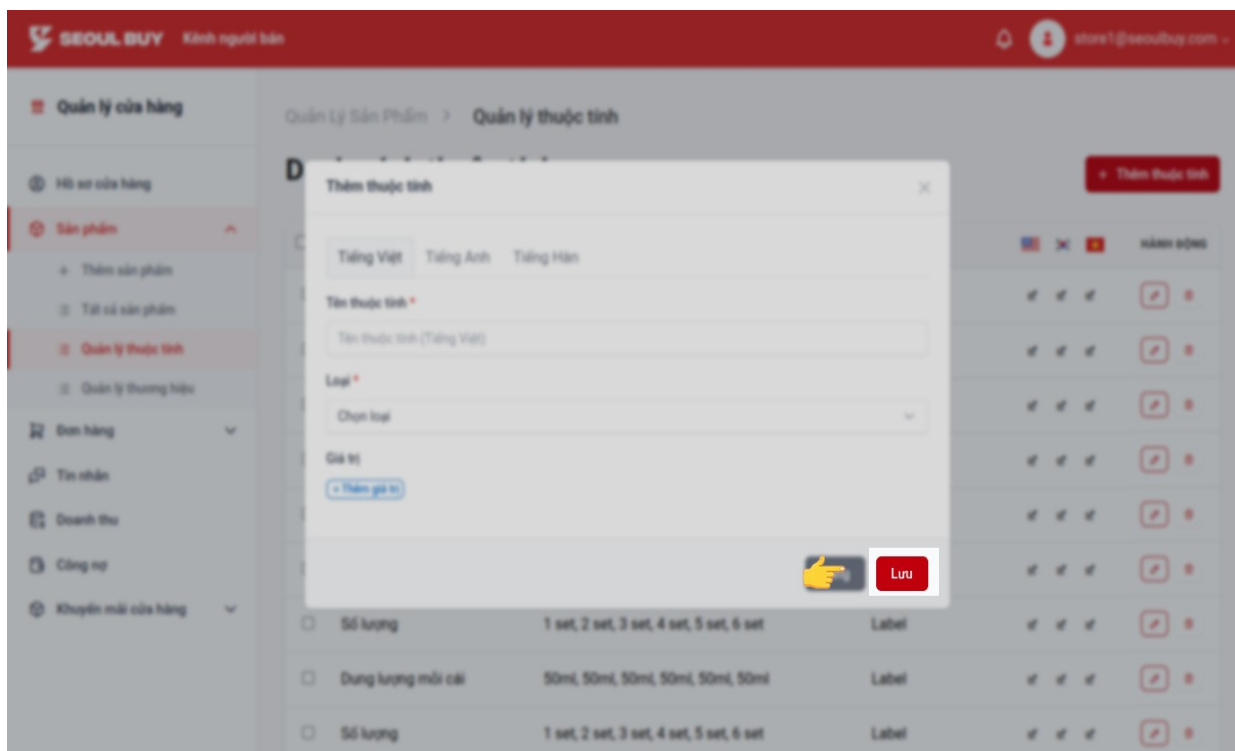 SEOUL BUY Kênh người bán
store1@seoulbuy.com
Quản lý cửa hàng
Hồ sơ cửa hàng
Sản phẩm
+ Thêm sản phẩm
Tất cả sản phẩm
Quản lý thuộc tính
Quản lý thương hiệu
Đơn hàng
Tin nhắn
Doanh thu
Công nợ
Khuyến mãi cửa hàng
Quản Lý Sản Phẩm > Quản lý thuộc tính
+ Thêm thuộc tính
HÀNH ĐỘNG
Thêm thuộc tính
Tiếng Việt Tiếng Anh Tiếng Hàn
Tên thuộc tính *
Tên thuộc tính (Tiếng Việt)
Loại *
Chọn loại
Giá trị
+ Thêm giá trị
Lưu
Số lượng 1 set, 2 set, 3 set, 4 set, 5 set, 6 set Label
Dung lượng mỗi cái 50ml, 50ml, 50ml, 50ml, 50ml, 50ml Label
Số lượng 1 set, 2 set, 3 set, 4 set, 5 set, 6 set Label